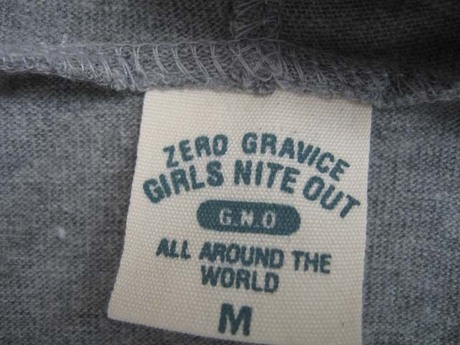 ZERO GRAVICE
GIRLS NITE OUT
G.N.O
ALL AROUND THE
WORLD
M